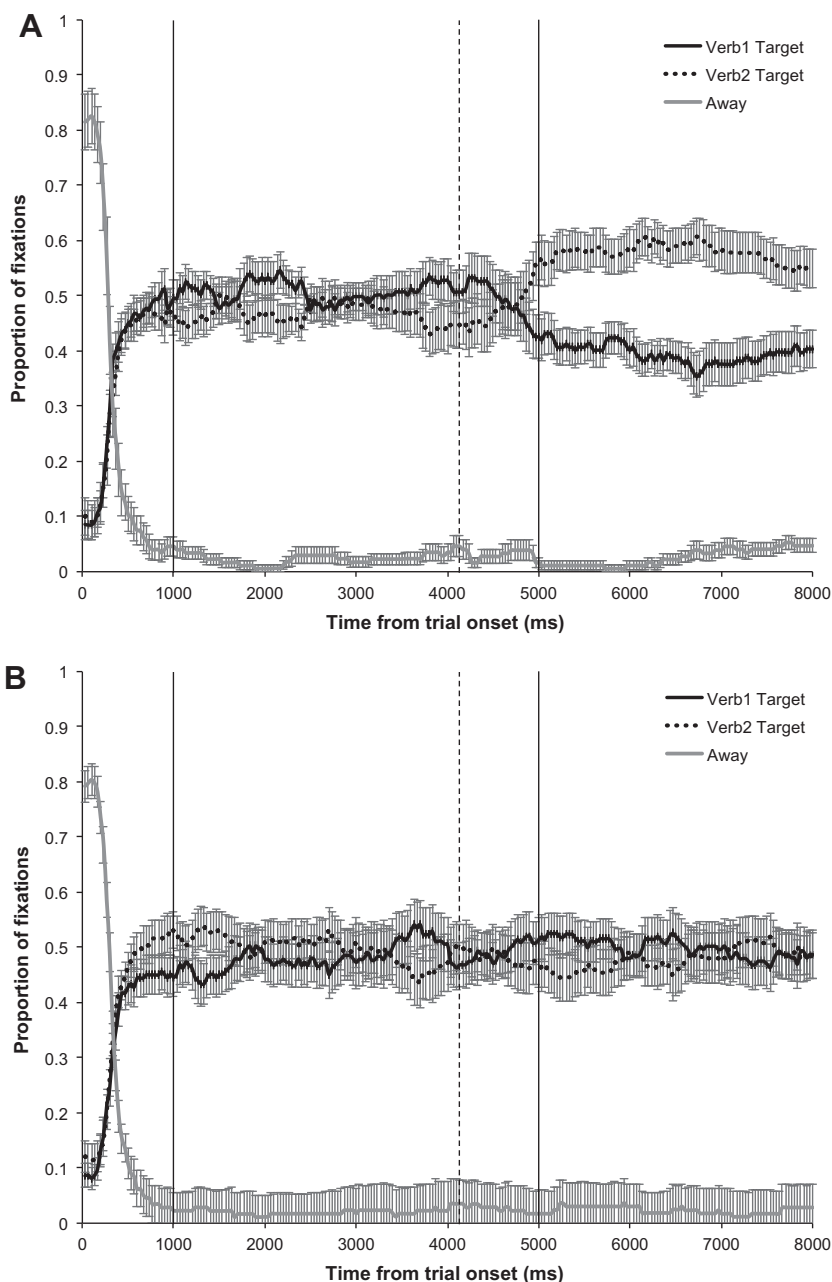 A
Proportion of fixations
1
0.9
0.8
0.7
0.6
0.5
0.4
0.3
0.2
0.1
0
Verb1 Target
Verb2 Target
Away
0 1000 2000 3000 4000 5000 6000 7000 8000
Time from trial onset (ms)
B
Proportion of fixations
1
0.9
0.8
0.7
0.6
0.5
0.4
0.3
0.2
0.1
0
Verb1 Target
Verb2 Target
Away
0 1000 2000 3000 4000 5000 6000 7000 8000
Time from trial onset (ms)